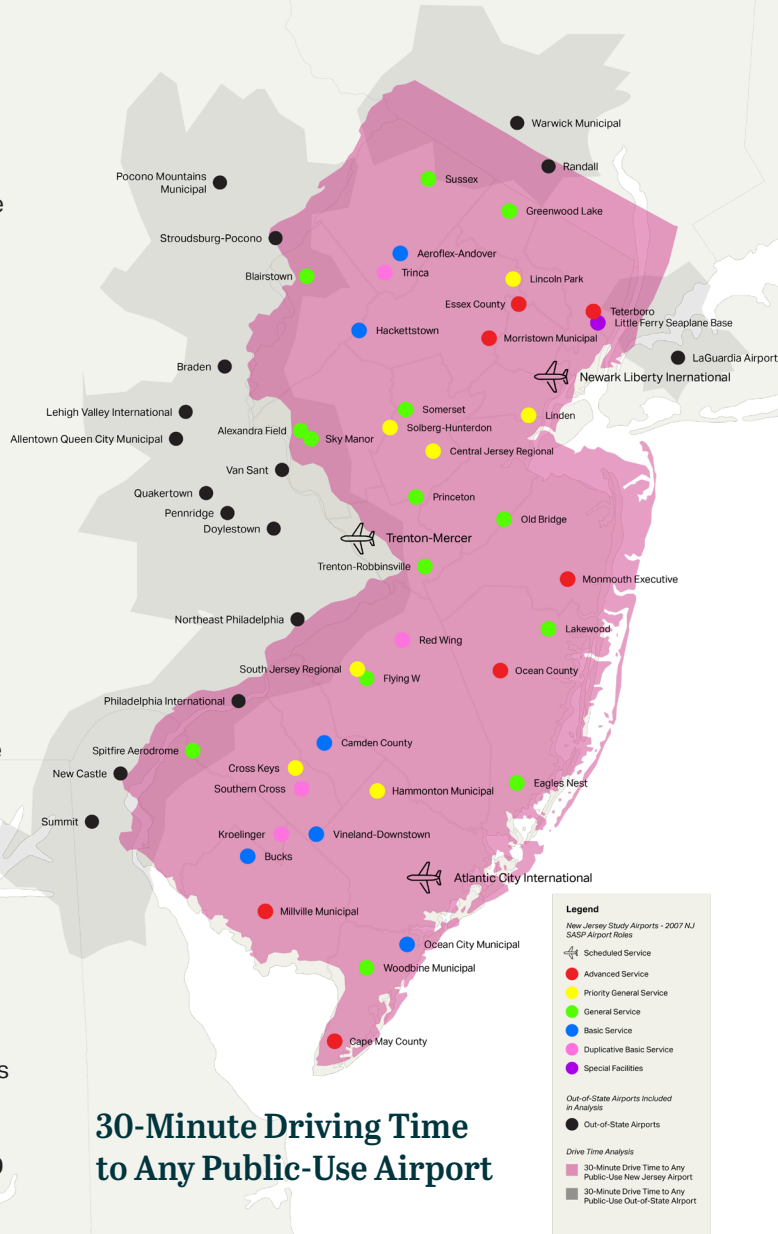 e
Warwick Municipal
Randall
Pocono Mountains
Municipal
Sussex
Greenwood Lake
Stroudsburg-Pocono
Aeroflex-Andover
Trinca
Blairstown
Lincoln Park
Essex County
Teterboro
Little Ferry Seaplane Base
Hackettstown
Morristown Municipal
LaGuardia Airport
Braden
Newark Liberty Inernational
Lehigh Valley International
Somerset
Linden
Alexandra Field
Solberg-Hunterdon
Allentown Queen City Municipal
Sky Manor
Central Jersey Regional
Van Sant
Quakertown
Princeton
Pennridge
Old Bridge
Doylestown
Trenton-Mercer
Trenton-Robbinsville
Monmouth Executive
Northeast Philadelphia
Lakewood
Red Wing
South Jersey Regional
Ocean County
Flying W
Philadelphia International
Camden County
e
Spitfire Aerodrome
Cross Keys
New Castle
Eagles Nest
Southern Cross
Hammonton Municipal
Summit
Kroelinger
Vineland-Downstown
Bucks
Atlantic City International
Millville Municipal
Ocean City Municipal
Woodbine Municipal
Cape May County
s
30-Minute Driving Time
to Any Public-Use Airport
Legend
New Jersey Study Airports - 2007 NJ
SASP Airport Roles
Scheduled Service
Advanced Service
Priority General Service
General Service
Basic Service
Duplicative Basic Service
Special Facilities
Out-of-State Airports Included
in Analysis
Out-of-State Airports
Drive Time Analysis
30-Minute Drive Time to Any
Public-Use New Jersey Airport
30-Minute Drive Time to Any
Public-Use Out-of-State Airport